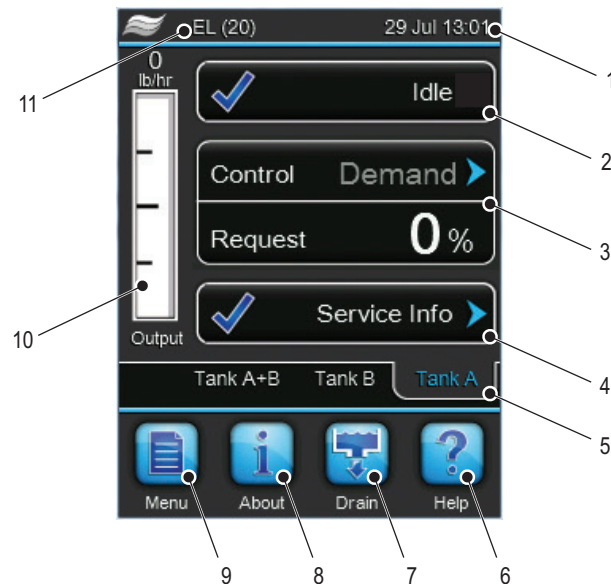 EL (20) 29 Jul 13:01
1
11
0
lb/hr
Idle
2
Control Demand
3
Request 0 %
10
Output
Service Info
4
Tank A+B Tank B Tank A
5
Menu About Drain Help
9 8 7 6